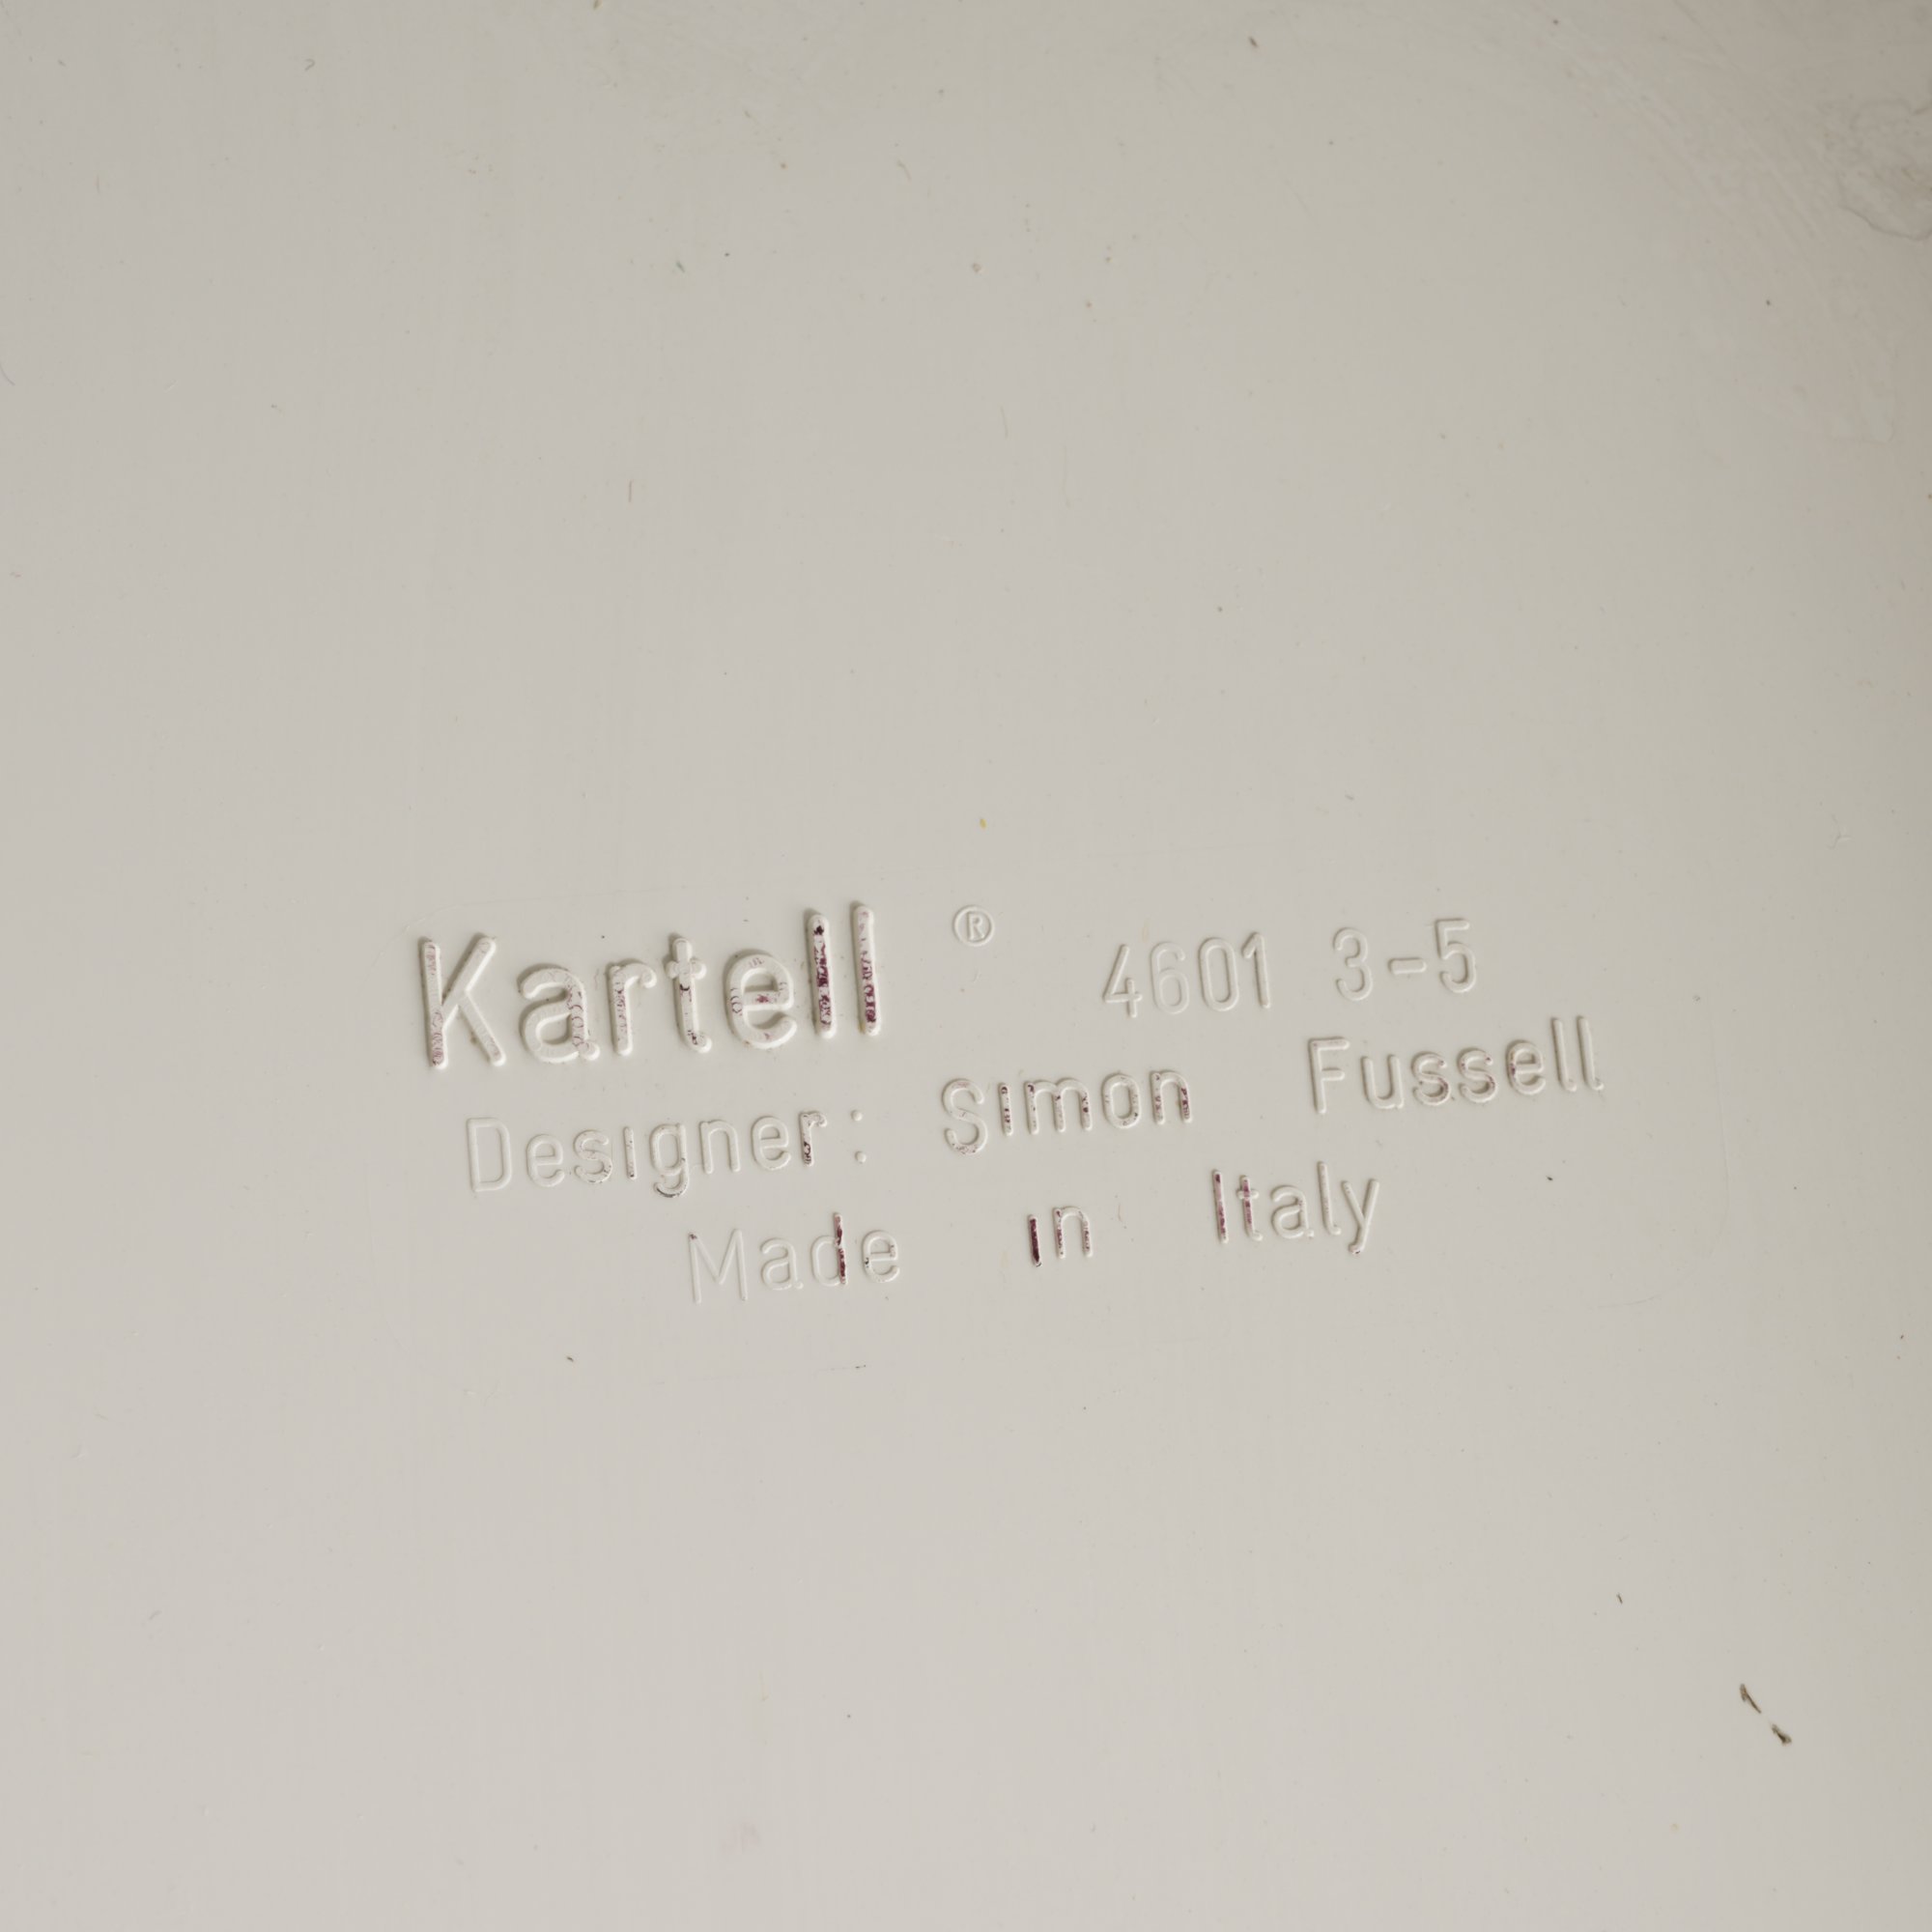 Kartell ® 4601 3-5
Designer: Simon Fussell
Made in Italy